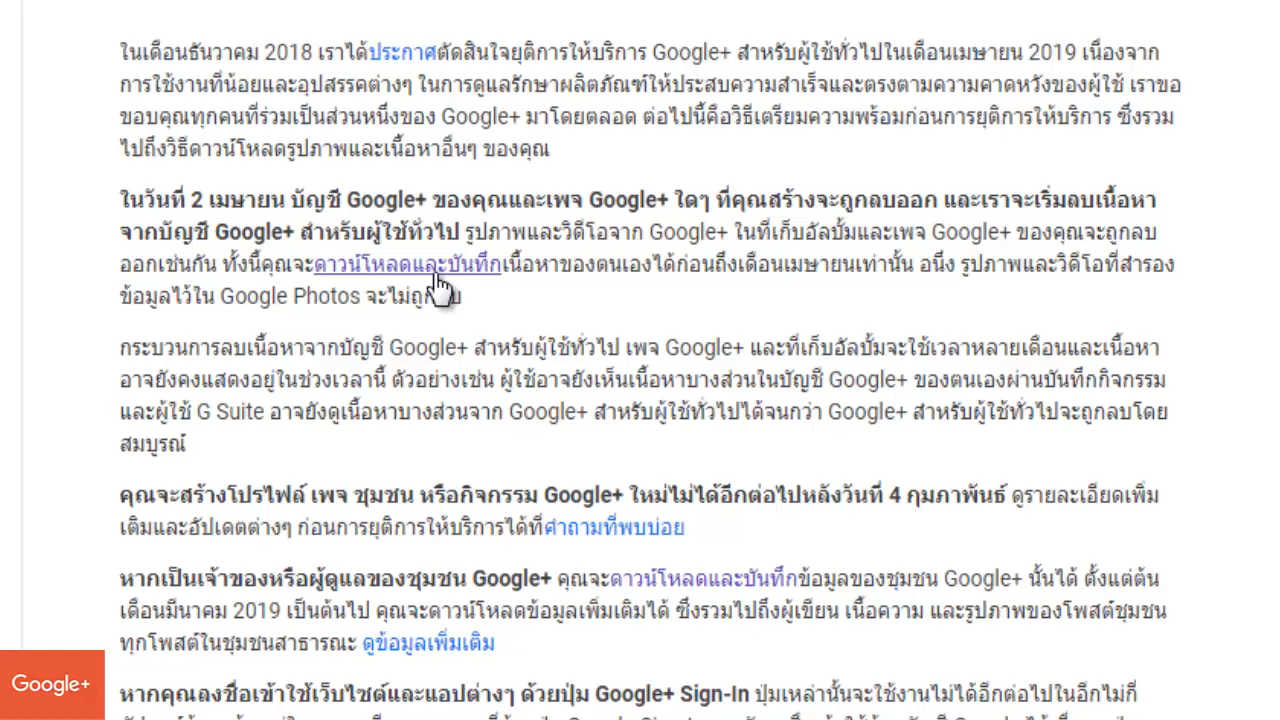 ในเดือนธันวาคม 2018 เราได้ประกาศตัดสินใจยุติการให้บริการ Google+ สำหรับผู้ใช้ทั่วไปในเดือนเมษายน 2019 เนื่องจาก
การใช้งานที่น้อยและอุปสรรคต่างๆ ในการดูแลรักษาผลิตภัณฑ์ให้ประสบความสำเร็จและตรงตามความคาดหวังของผู้ใช้ เราขอ
ขอบคุณทุกคนที่ร่วมเป็นส่วนหนึ่งของ Google+ มาโดยตลอด ต่อไปนี้คือวิธีเตรียมความพร้อมก่อนการยุติการให้บริการ ซึ่งรวม
ไปถึงวิธีดาวน์โหลดรูปภาพและเนื้อหาอื่นๆ ของคุณ
ในวันที่ 2 เมษายน บัญชี Google+ ของคุณและเพจ Google+ ใดๆ ที่คุณสร้างจะถูกลบออก และเราจะเริ่มลบเนื้อหา
จากบัญชี Google+ สำหรับผู้ใช้ทั่วไป รูปภาพและวิดีโอจาก Google+ ในที่เก็บอัลบั้มและเพจ Google+ ของคุณจะถูกลบ
ออกเช่นกัน ทั้งนี้คุณจะดาวน์โหลดและบันทึกเนื้อหาของตนเองได้ก่อนถึงเดือนเมษายนเท่านั้น อนึ่ง รูปภาพและวิดีโอที่สำรอง
ข้อมูลไว้ใน Google Photos จะไม่ถูกลบ
กระบวนการลบเนื้อหาจากบัญชี Google+ สำหรับผู้ใช้ทั่วไป เพจ Google+ และที่เก็บอัลบั้มจะใช้เวลาหลายเดือนและเนื้อหา
อาจยังคงแสดงอยู่ในช่วงเวลานี้ ตัวอย่างเช่น ผู้ใช้อาจยังเห็นเนื้อหาบางส่วนในบัญชี Google+ ของตนเองผ่านบันทึกกิจกรรม
และผู้ใช้ G Suite อาจยังดูเนื้อหาบางส่วนจาก Google+ สำหรับผู้ใช้ทั่วไปได้จนกว่า Google+ สำหรับผู้ใช้ทั่วไปจะถูกลบโดย
สมบูรณ์
คุณจะสร้างโปรไฟล์ เพจ ชุมชน หรือกิจกรรม Google+ ใหม่ไม่ได้อีกต่อไปหลังวันที่ 4 กุมภาพันธ์ ดูรายละเอียดเพิ่ม
เติมและอัปเดตต่างๆ ก่อนการยุติการให้บริการได้ที่คำถามที่พบบ่อย
หากเป็นเจ้าของหรือผู้ดูแลของชุมชน Google+ คุณจะดาวน์โหลดและบันทึกข้อมูลของชุมชน Google+ นั้นได้ ตั้งแต่ต้น
เดือนมีนาคม 2019 เป็นต้นไป คุณจะดาวน์โหลดข้อมูลเพิ่มเติมได้ ซึ่งรวมไปถึงผู้เขียน เนื้อความ และรูปภาพของโพสต์ชุมชน
ทุกโพสต์ในชุมชนสาธารณะ ดูข้อมูลเพิ่มเติม
Google+
หากคุณลงชื่อเข้าใช้เว็บไซต์และแอปต่างๆ ด้วยปุ่ม Google+ Sign-In ปุ่มเหล่านั้นจะใช้งานไม่ได้อีกต่อไปในอีกไม่กี่